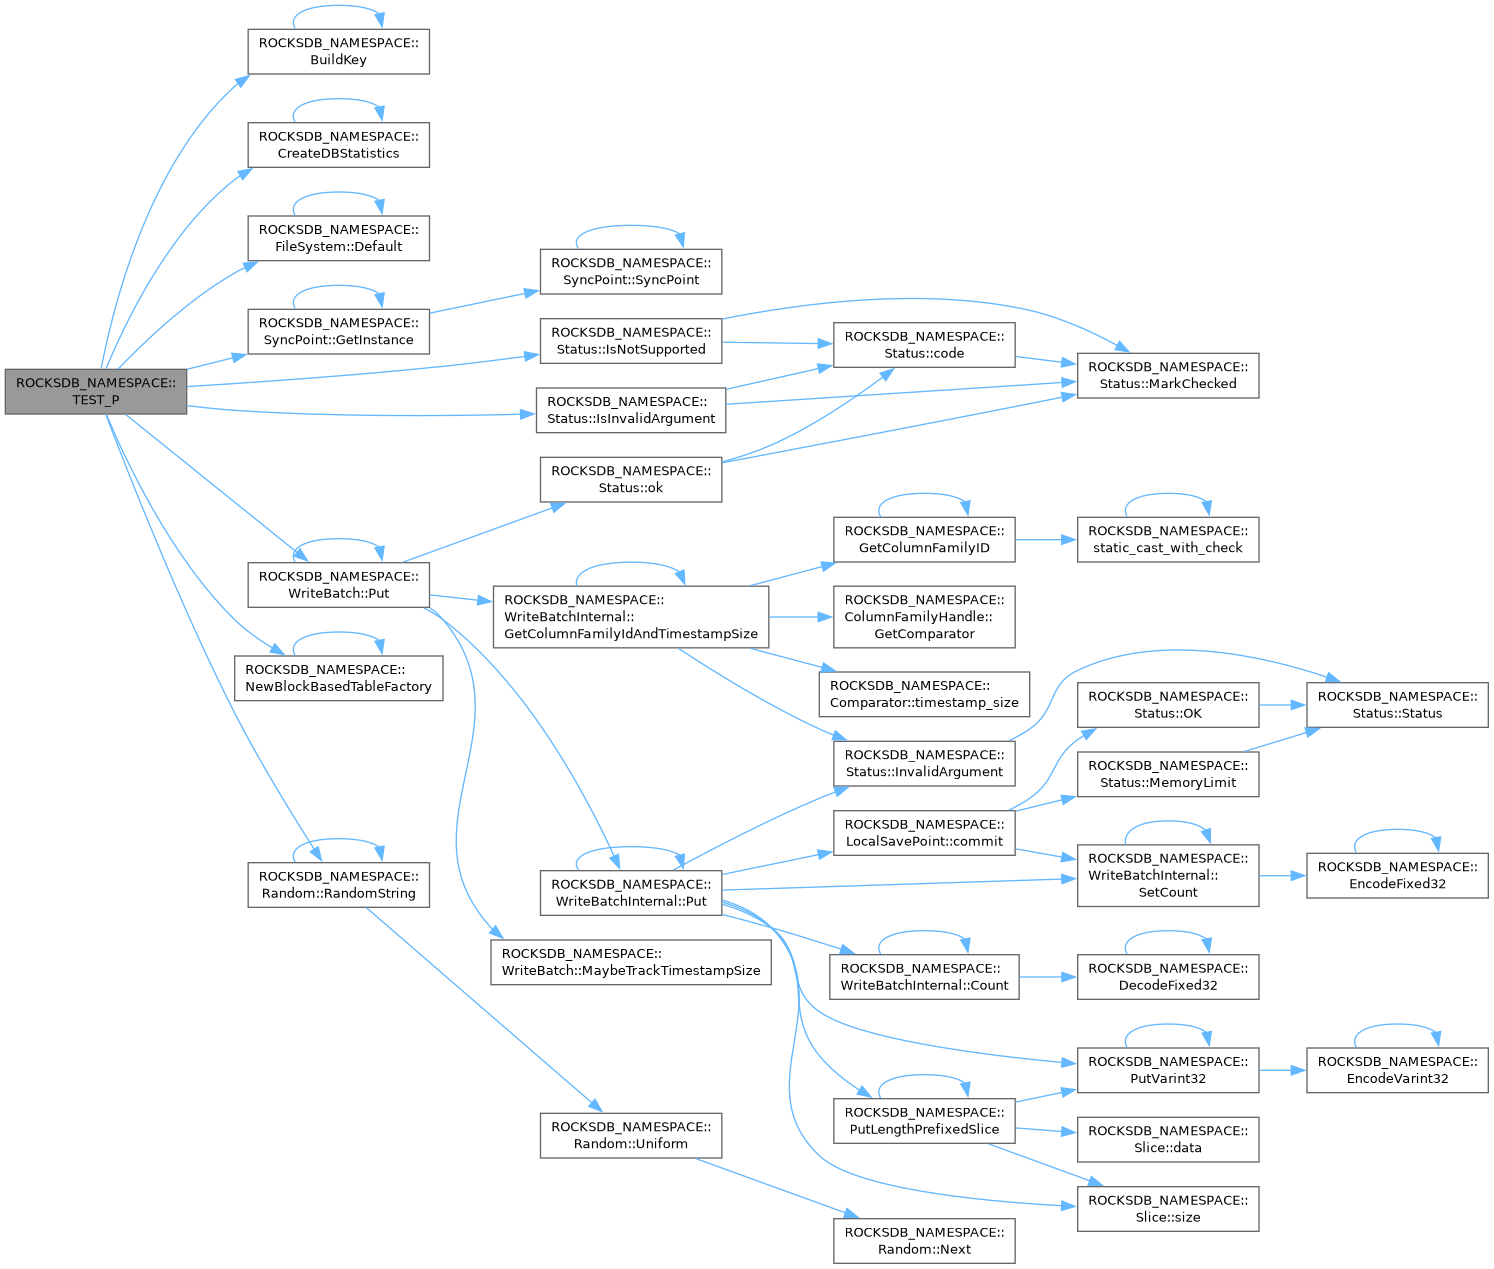 ROCKSDB_NAMESPACE::
BuildKey
ROCKSDB_NAMESPACE::
CreateDBStatistics
ROCKSDB_NAMESPACE::
FileSystem::Default
ROCKSDB_NAMESPACE::
SyncPoint::GetInstance
ROCKSDB_NAMESPACE::
SyncPoint::SyncPoint
ROCKSDB_NAMESPACE::
Status::IsNotSupported
ROCKSDB_NAMESPACE::
Status::code
ROCKSDB_NAMESPACE::
Status::MarkChecked
ROCKSDB_NAMESPACE::
TEST_P
ROCKSDB_NAMESPACE::
Status::IsInvalidArgument
ROCKSDB_NAMESPACE::
Status::ok
ROCKSDB_NAMESPACE::
GetColumnFamilyID
ROCKSDB_NAMESPACE::
static_cast_with_check
ROCKSDB_NAMESPACE::
WriteBatch::Put
ROCKSDB_NAMESPACE::
WriteBatchInternal::
GetColumnFamilyIdAndTimestampSize
ROCKSDB_NAMESPACE::
ColumnFamilyHandle::
GetComparator
ROCKSDB_NAMESPACE::
NewBlockBasedTableFactory
ROCKSDB_NAMESPACE::
Comparator::timestamp_size
ROCKSDB_NAMESPACE::
Status::OK
ROCKSDB_NAMESPACE::
Status::Status
ROCKSDB_NAMESPACE::
Status::InvalidArgument
ROCKSDB_NAMESPACE::
Status::MemoryLimit
ROCKSDB_NAMESPACE::
LocalSavePoint::commit
ROCKSDB_NAMESPACE::
WriteBatchInternal::
SetCount
ROCKSDB_NAMESPACE::
EncodeFixed32
ROCKSDB_NAMESPACE::
Random::RandomString
ROCKSDB_NAMESPACE::
WriteBatchInternal::Put
ROCKSDB_NAMESPACE::
WriteBatch::MaybeTrackTimestampSize
ROCKSDB_NAMESPACE::
WriteBatchInternal::Count
ROCKSDB_NAMESPACE::
DecodeFixed32
ROCKSDB_NAMESPACE::
PutVarint32
ROCKSDB_NAMESPACE::
EncodeVarint32
ROCKSDB_NAMESPACE::
PutLengthPrefixedSlice
ROCKSDB_NAMESPACE::
Slice::data
ROCKSDB_NAMESPACE::
Random::Uniform
ROCKSDB_NAMESPACE::
Slice::size
ROCKSDB_NAMESPACE::
Random::Next